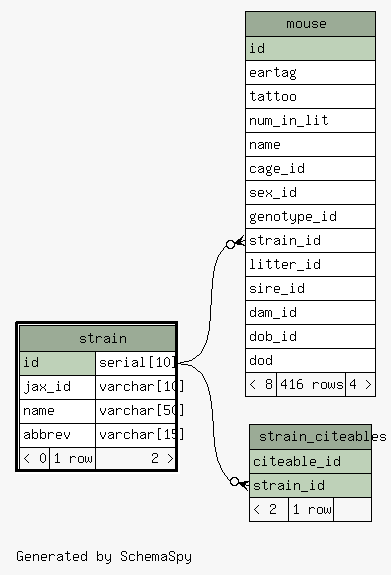 mouse
id
eartag
tattoo
num_in_lit
name
cage_id
sex_id
genotype_id
strain_id
litter_id
sire_id
dam_id
dob_id
dod
< 8 416 rows 4 >
strain
id serial[10]
jax_id varchar[10]
name varchar[50]
abbrev varchar[15]
< 0 1 row 2 >
strain_citeables
citeable_id
strain_id
< 2 1 row
Generated by SchemaSpy